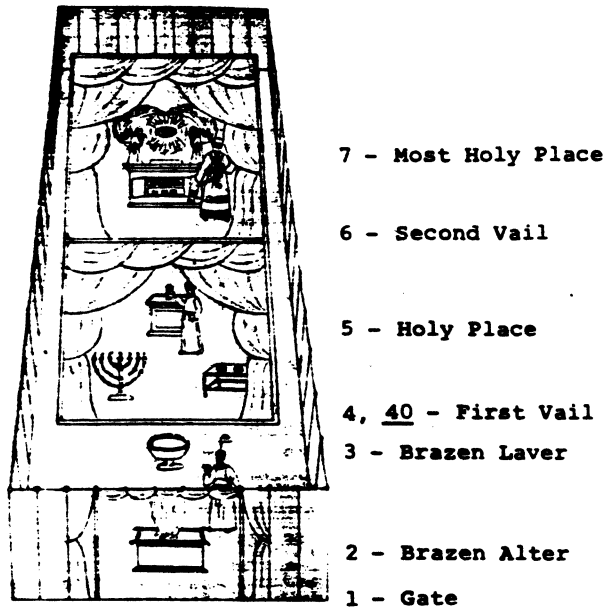 7 - Most Holy Place
6 - Second Vail
5 - Holy Place
4, 40 - First Vail
3 - Brazen Laver
2 - Brazen Alter
1 - Gate